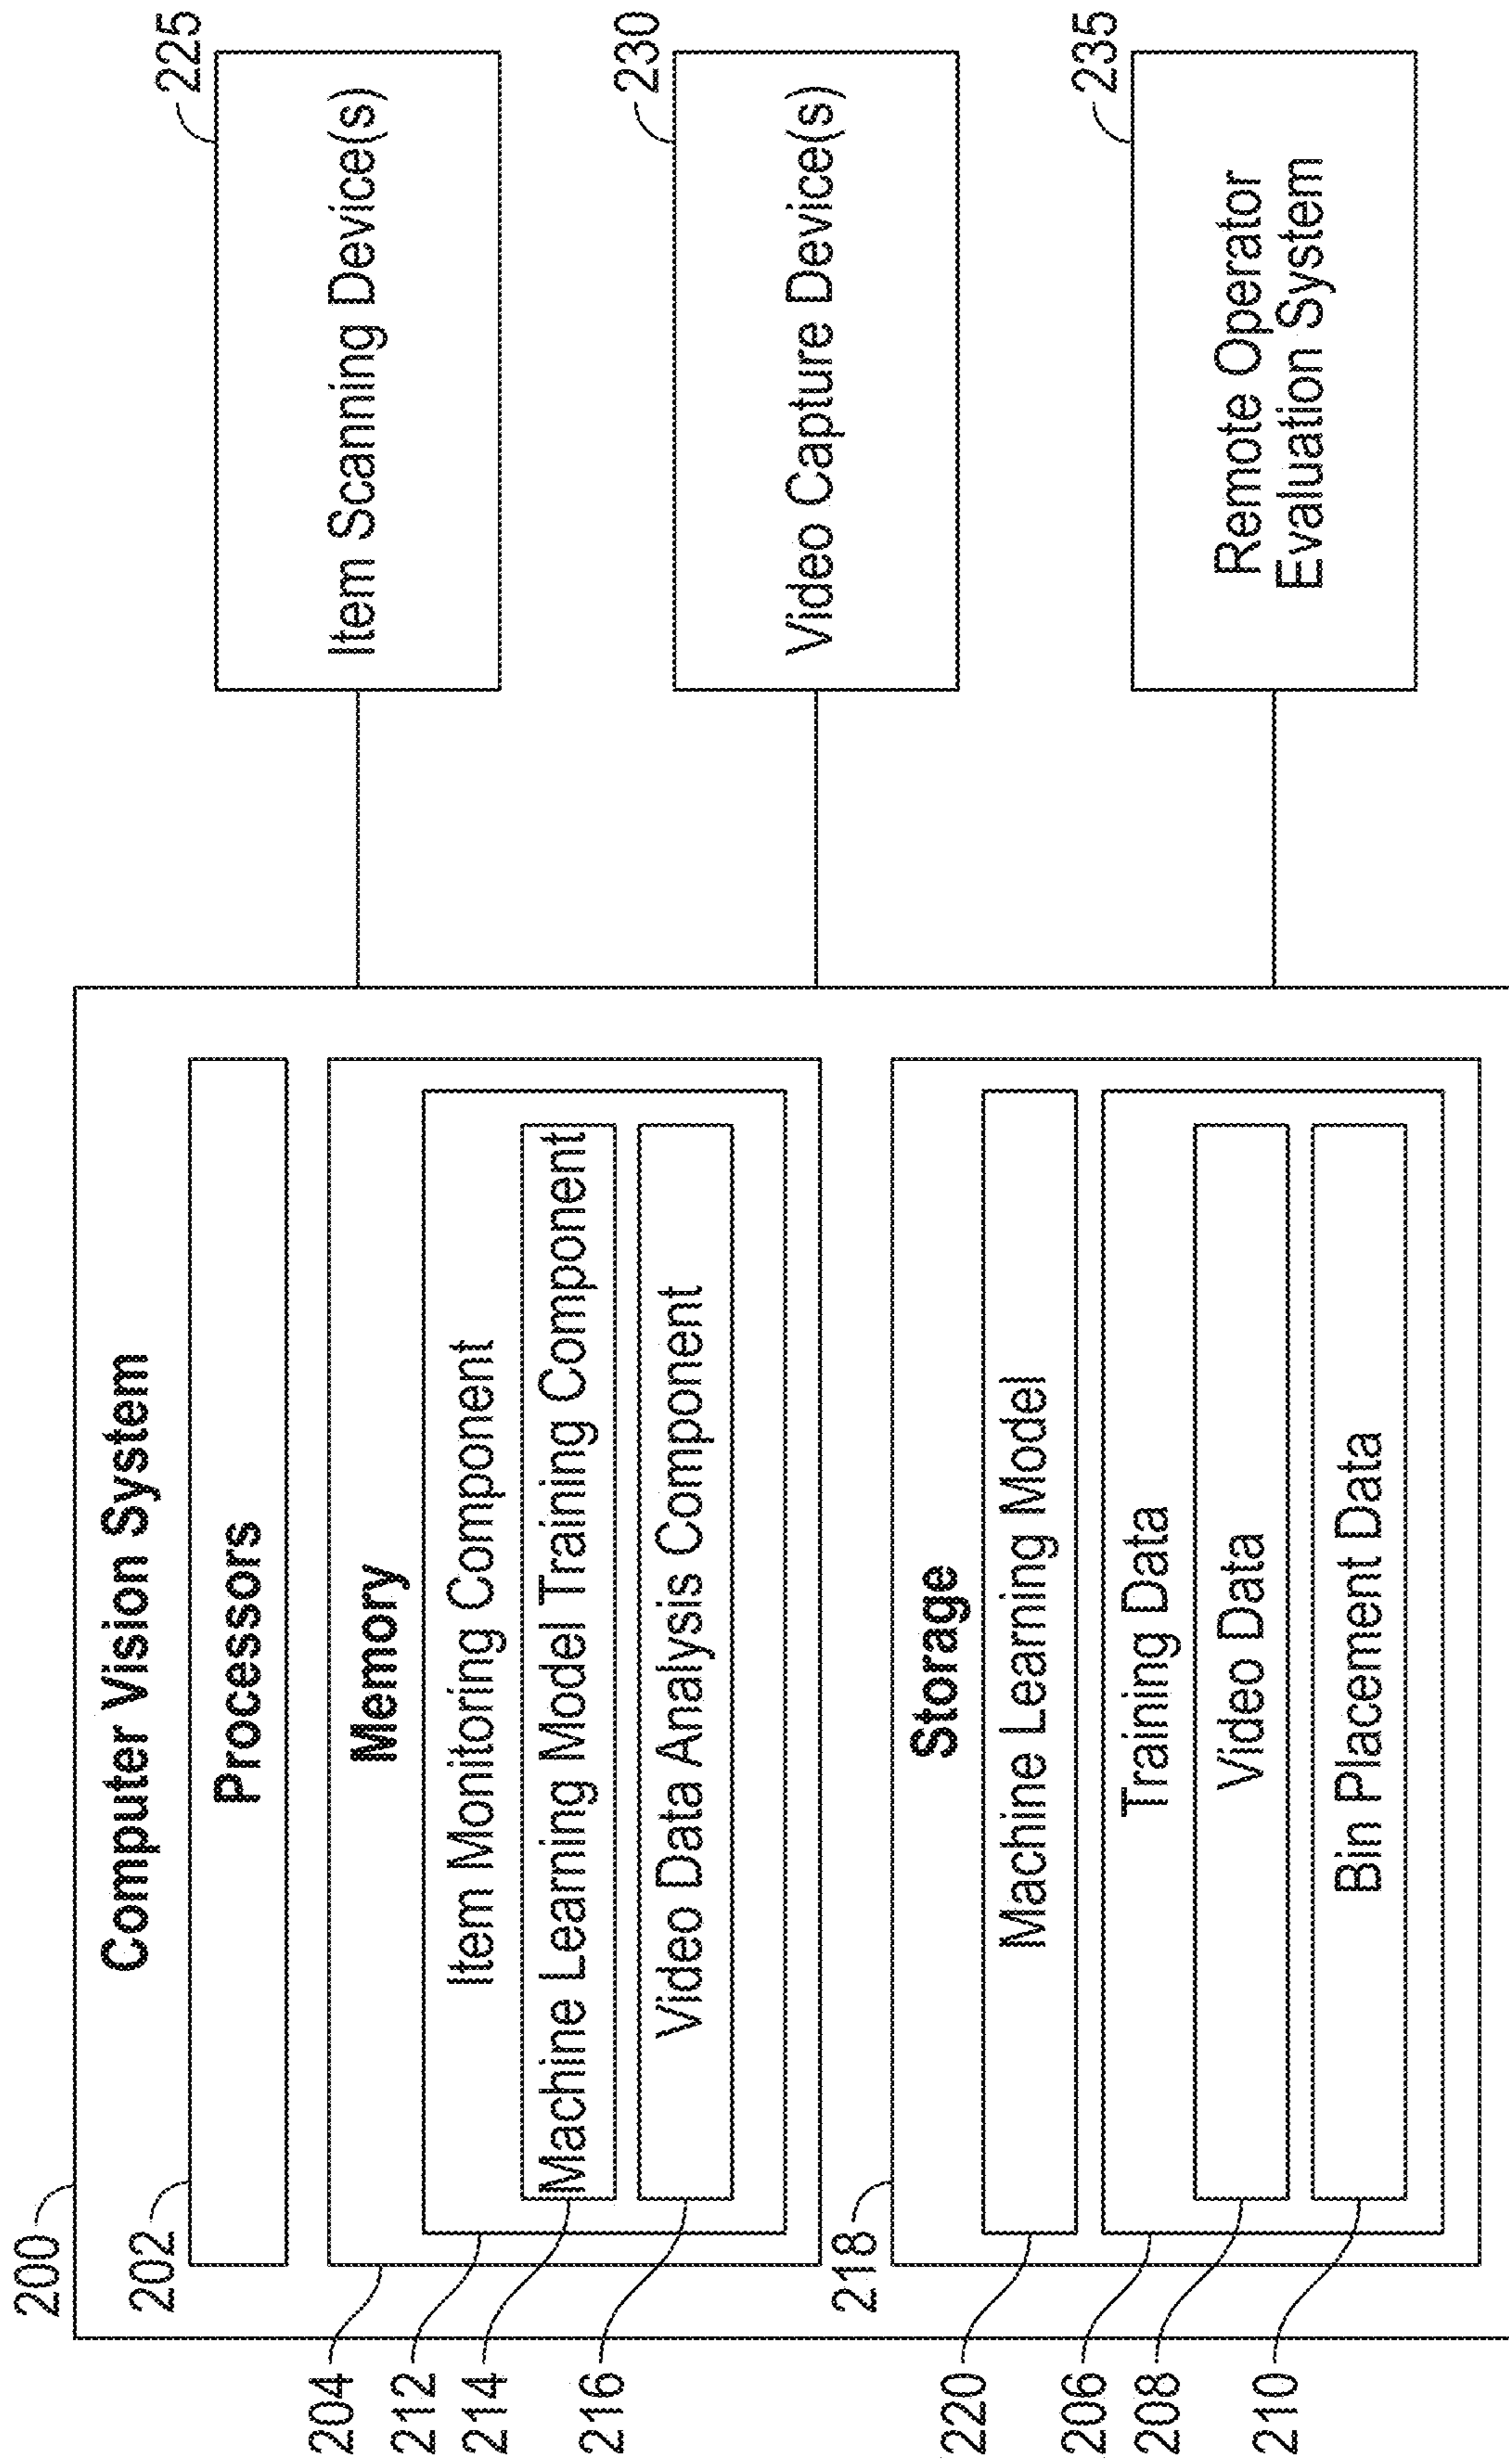 200
Computer Vision System
202
Processors
204
Memory
212
Item Monitoring Component
214
Machine Learning Model Training Component
216
Video Data Analysis Component
218
Storage
220
Machine Learning Model
206
Training Data
208
Video Data
210
Bin Placement Data
225
Item Scanning Device(s)
230
Video Capture Device(s)
235
Remote Operator
Evaluation System